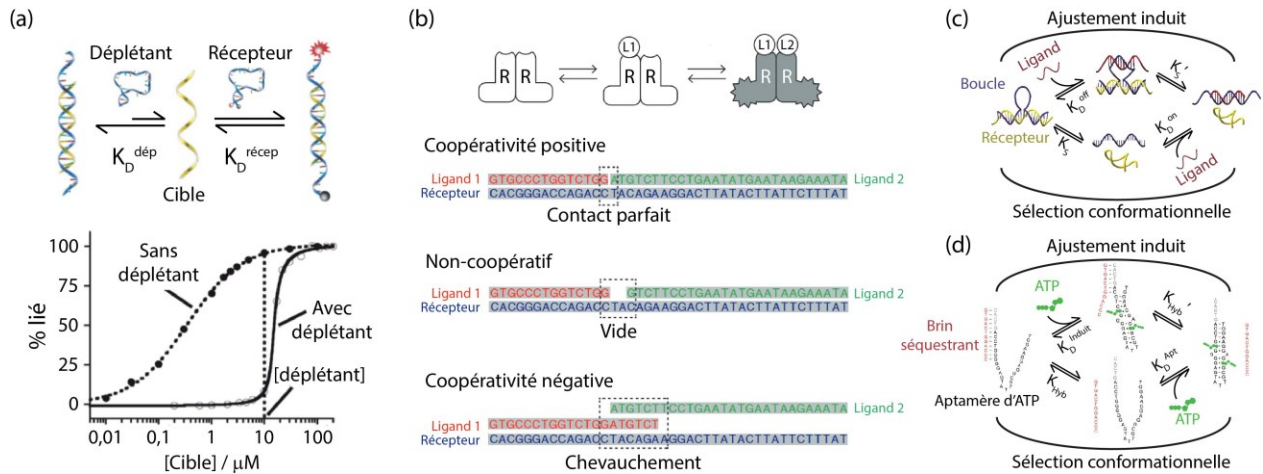 (a)
Déplétant
Récepteur
K_D^dép
K_D^récep
Cible
% lié
100
75
50
25
0
Sans
déplétant
Avec
déplétant
[déplétant]
0,01 0,1 1 10 100
[Cible] / μM
(b)
L1
L1 L2
R R
R R
R R
Coopérativité positive
Ligand 1 GTGCCCTGGTCTGG ATGTCTTCCTGAATATGAATAAGAAATA Ligand 2
Récepteur CACGGGACCAGACCTACAGAAGGACTTATACTTATTCTTTAT
Contact parfait
Non-coopératif
Ligand 1 GTGCCCTGGTCTGG GTCTTCCTGAATATGAATAAGAAATA Ligand 2
Récepteur CACGGGACCAGACCTACAGAAGGACTTATACTTATTCTTTAT
Vide
Coopérativité négative
ATGTCTTCCTGAATATGAATAAGAAATA Ligand 2
Ligand 1 GTGCCCTGGTCTGGATGTCT
Récepteur CACGGGACCAGACCTACAGAAGGACTTATACTTATTCTTTAT
Chevauchement
(c)
Ajustement induit
Ligand
Boucle
K_S'
K_D^off
K_D^on
Récepteur
K_S
Ligand
Sélection conformationnelle
(d)
Ajustement induit
ATP
K_Hyb'
Brin
séquestrant
K_D^Induit
K_D^Apt
K_Hyb
Aptamère d'ATP
ATP
Sélection conformationnelle